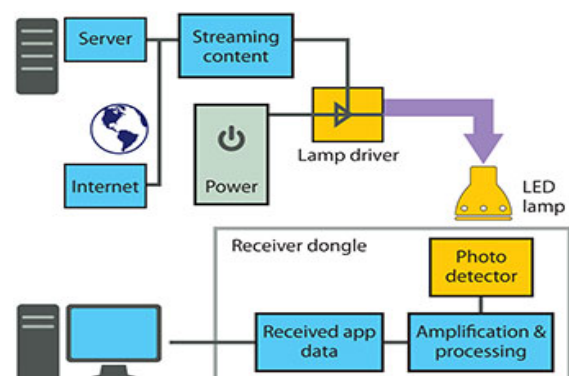 Server
Streaming
content
Internet
Power
Lamp driver
LED
lamp
Receiver dongle
Photo
detector
Received app
data
Amplification &
processing